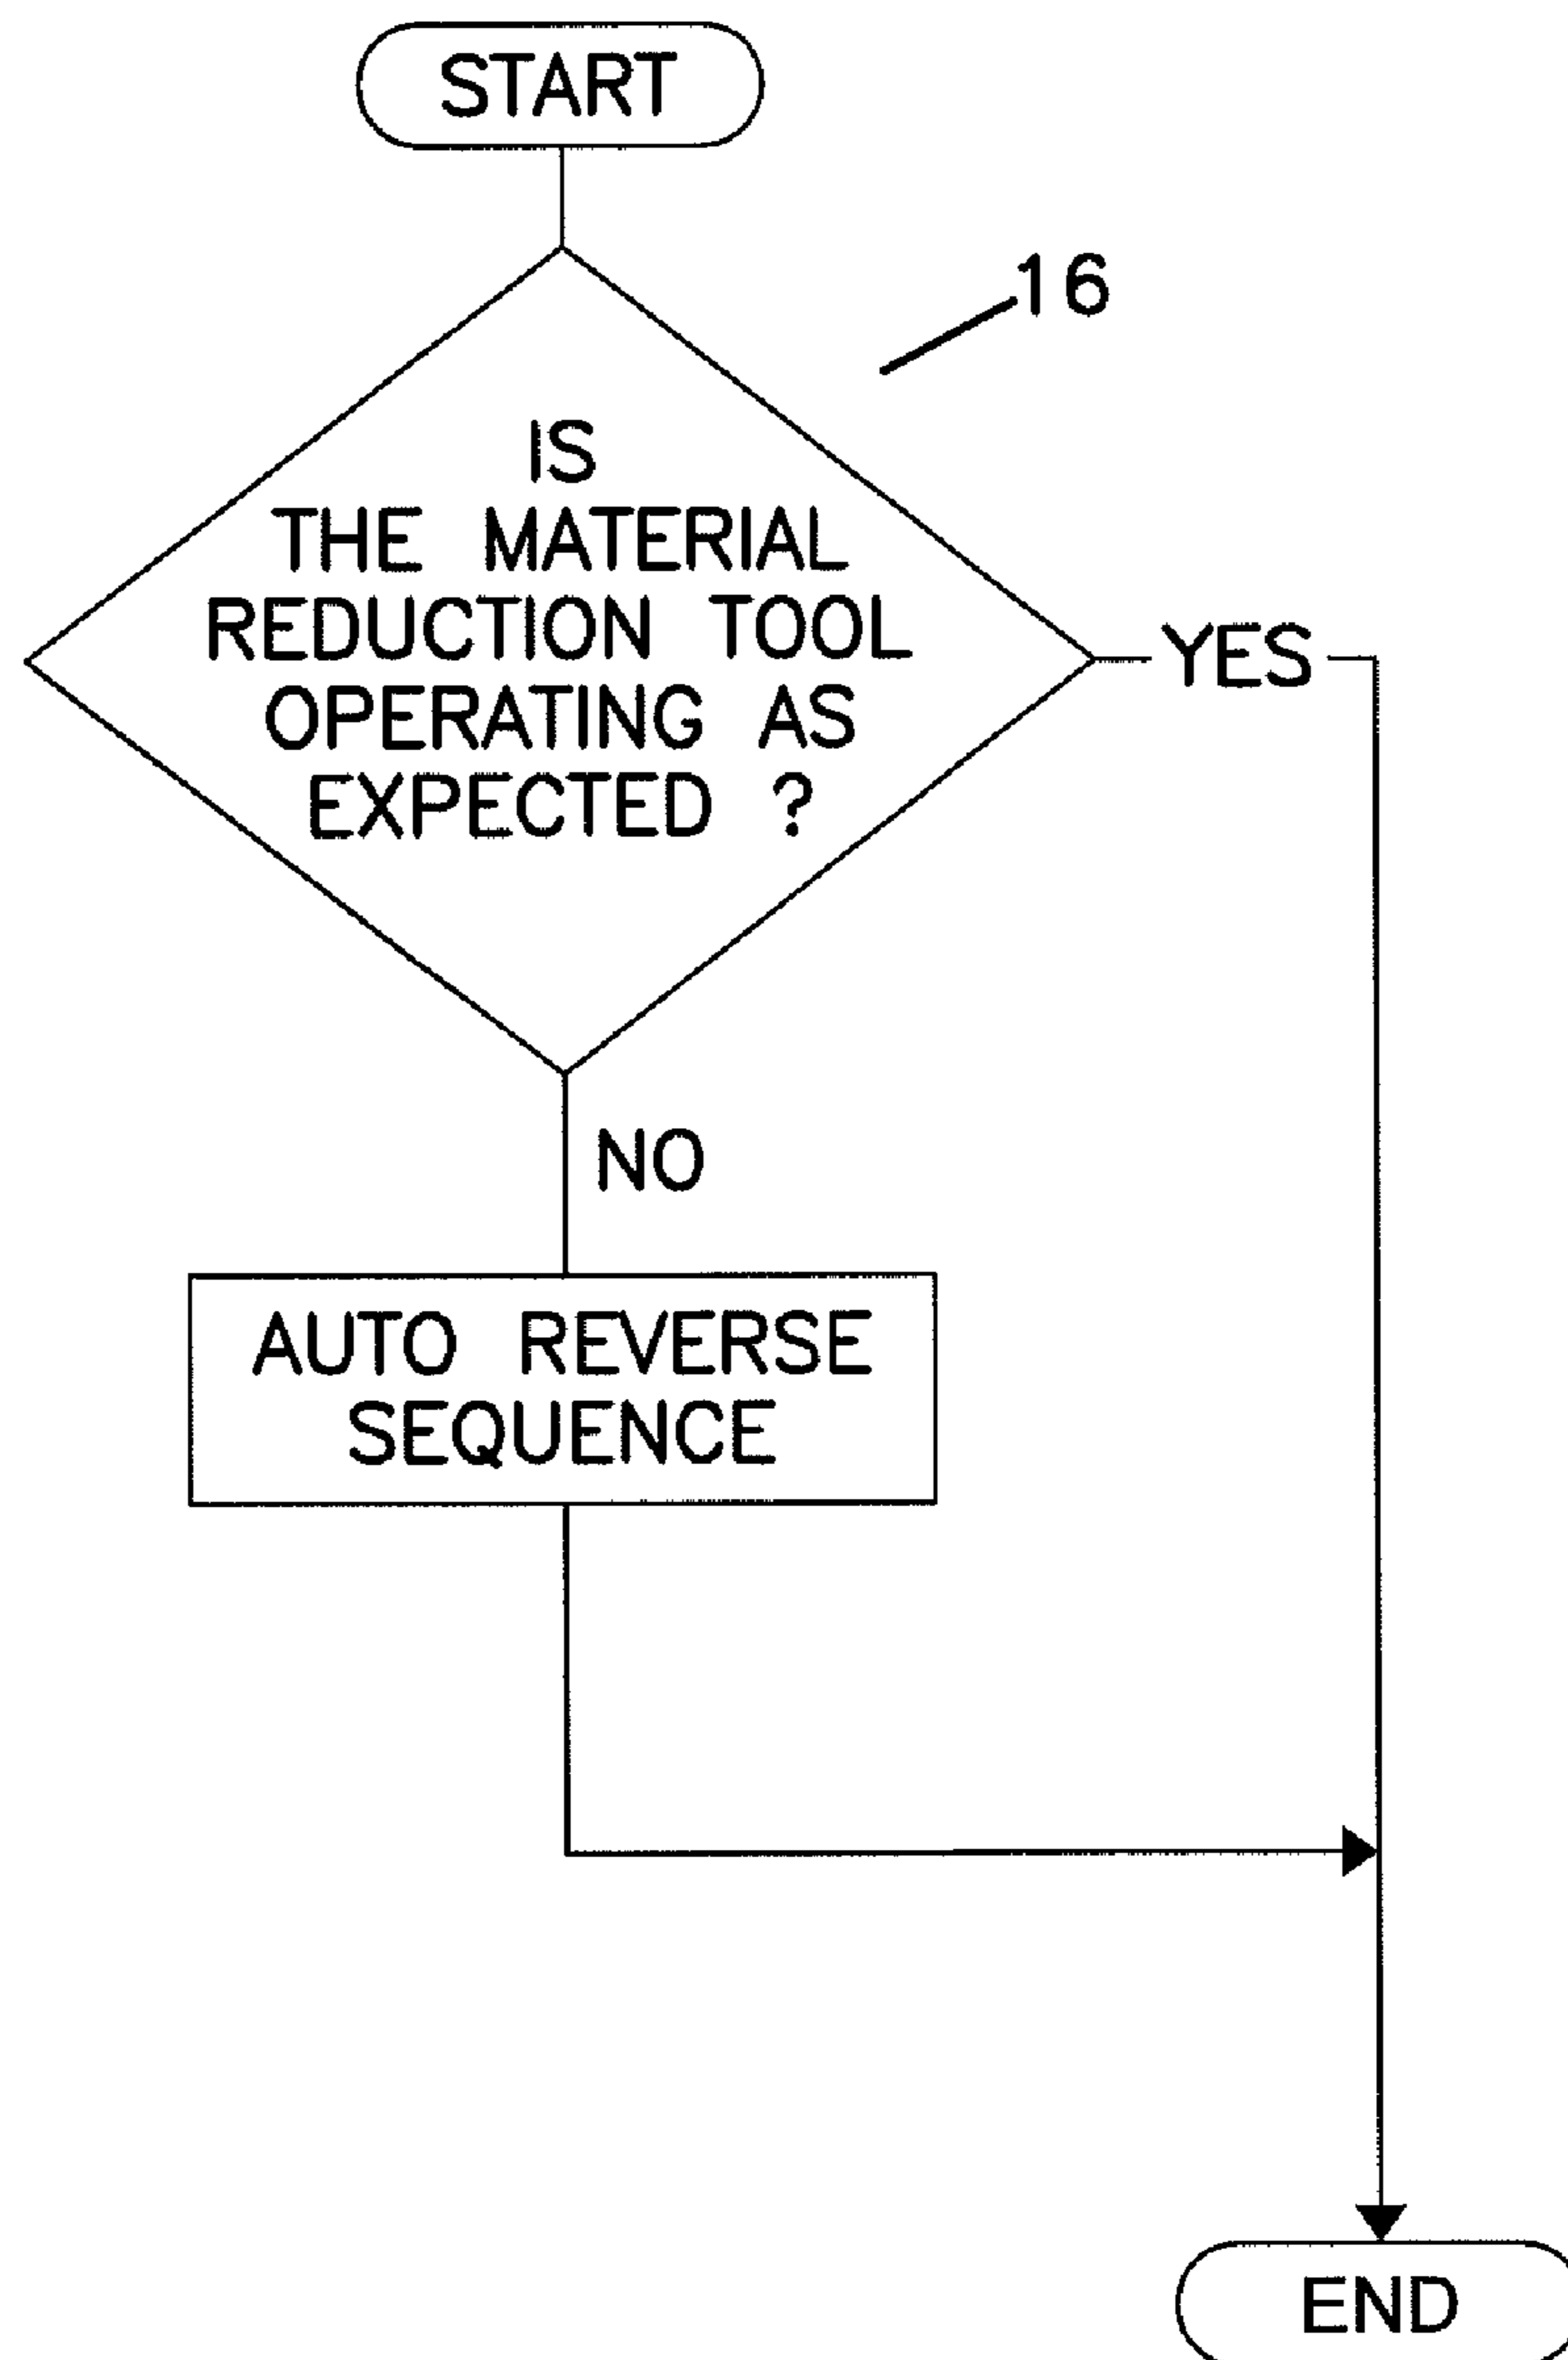 START
16
IS
THE MATERIAL
REDUCTION TOOL
OPERATING AS
EXPECTED ?
YES
NO
AUTO REVERSE
SEQUENCE
END